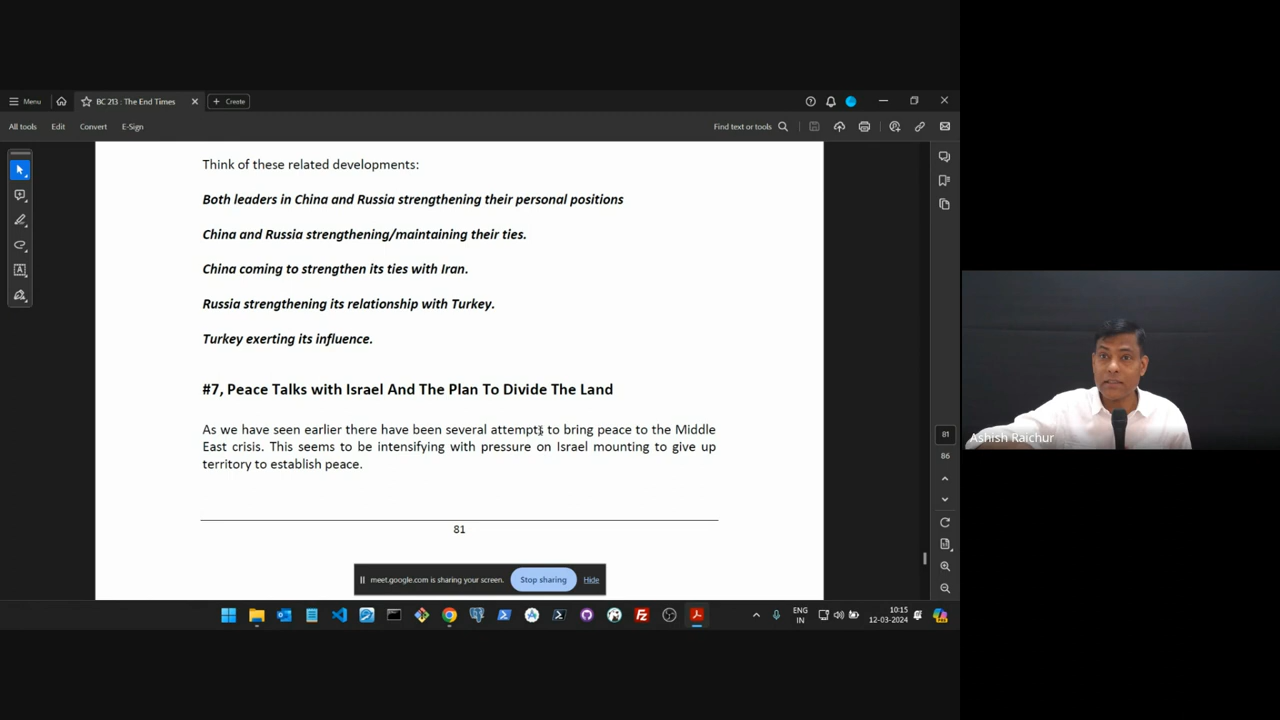 Menu
BC 213 : The End Times
Create
All tools
Edit
Convert
E-Sign
Find text or tools
Think of these related developments:
Both leaders in China and Russia strengthening their personal positions
China and Russia strengthening/maintaining their ties.
China coming to strengthen its ties with Iran.
Russia strengthening its relationship with Turkey.
Turkey exerting its influence.
#7, Peace Talks with Israel And The Plan To Divide The Land
As we have seen earlier there have been several attempts to bring peace to the Middle
East crisis. This seems to be intensifying with pressure on Israel mounting to give up
territory to establish peace.
81
81
86
Ashish Raichur
meet.google.com is sharing your screen.
Stop sharing
Hide
ENG
IN
10:15
12-03-2024